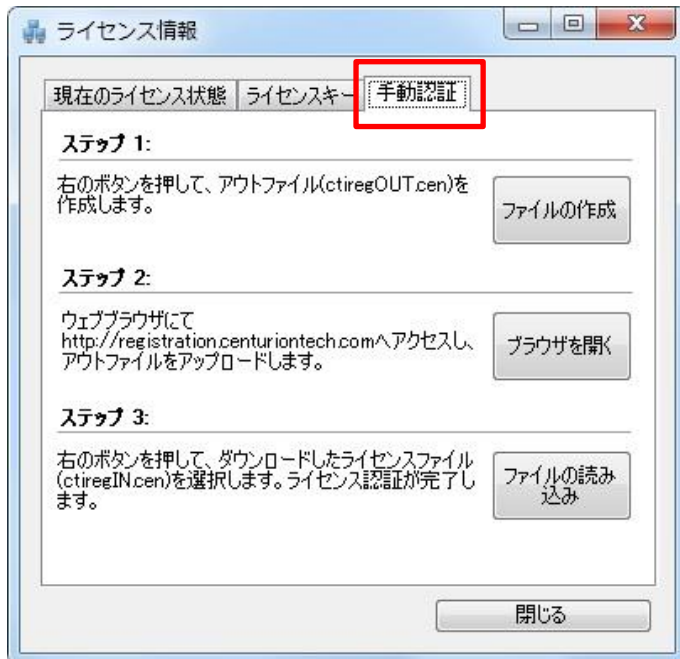 ライセンス情報
現在のライセンス状態 ライセンスキー 手動認証
ステップ 1:
右のボタンを押して、アウトファイル(ctiregOUT.cen)を
作成します。
ファイルの作成
ステップ 2:
ウェブブラウザにて
http://registration.centuriontech.comへアクセスし、
アウトファイルをアップロードします。
ブラウザを開く
ステップ 3:
右のボタンを押して、ダウンロードしたライセンスファイル
(ctiregIN.cen)を選択します。ライセンス認証が完了し
ます。
ファイルの読み
込み
閉じる